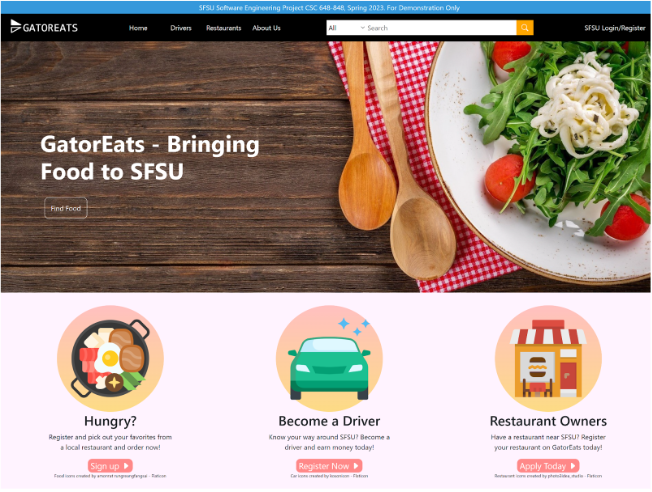 SFSU Software Engineering Project CSC 648-848, Spring 2023. For Demonstration Only
GATOREATS
Home
Drivers
Restaurants
About Us
All
Search
SFSU Login/Register
GatorEats - Bringing
Food to SFSU
Find Food
Hungry?
Register and pick out your favorites from
a local restaurant and order now!
Sign up
Food icons created by - Flaticon
Become a Driver
Know your way around SFSU? Become a
driver and earn money today!
Register Now
Car icons created by - Flaticon
Restaurant Owners
Have a restaurant near SFSU? Register
your restaurant on GatorEats today!
Apply Today
Restaurant icons created by - Flaticon